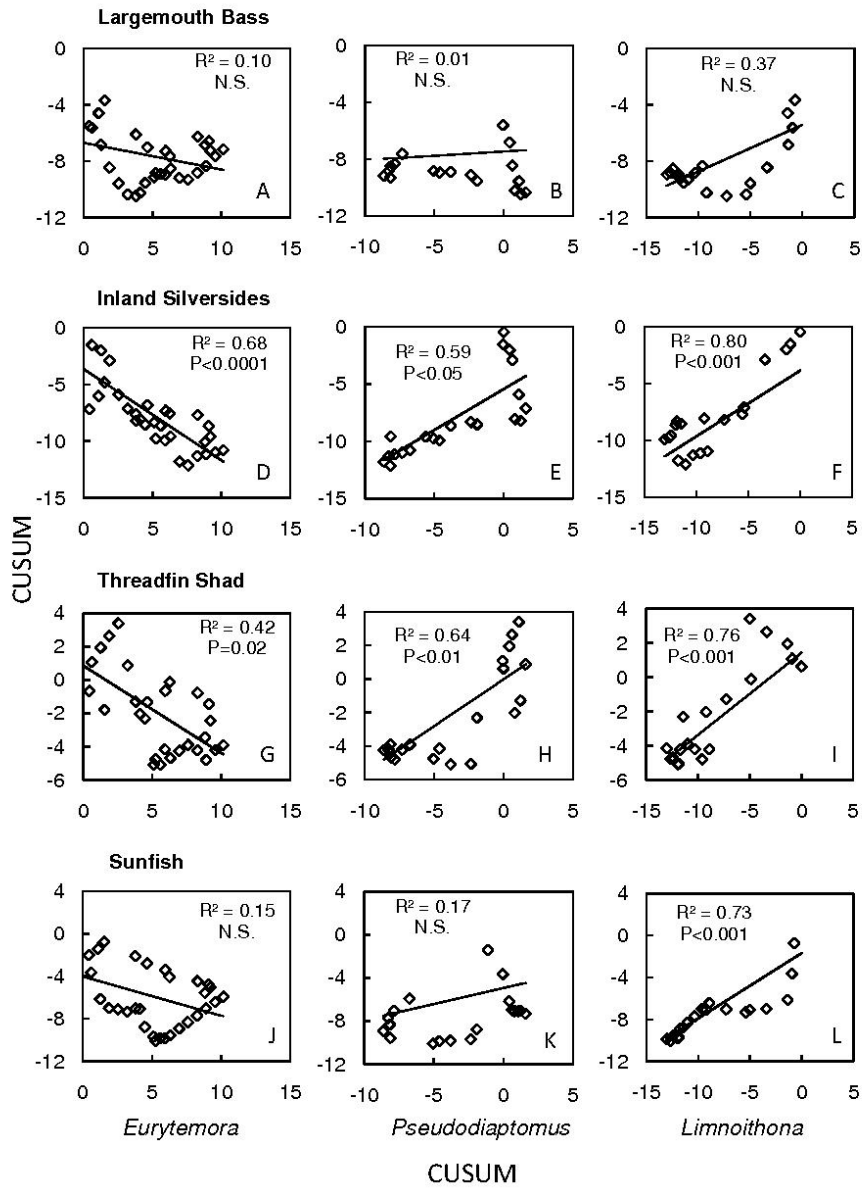 Largemouth Bass
0 -4 -8 -12
R² = 0.10
N.S.
A
0 5 10 15
R² = 0.01
N.S.
B
0 -4 -8 -12
-10 -5 0 5
R² = 0.37
N.S.
C
0 -4 -8 -12
-15 -10 -5 0 5
Inland Silversides
0 -5 -10 -15
R² = 0.68
P<0.0001
D
0 5 10 15
0 -5 -10 -15
R² = 0.59
P<0.05
E
-10 -5 0 5
0 -5 -10 -15
R² = 0.80
P<0.001
F
-15 -10 -5 0 5
CUSUM
Threadfin Shad
4 2 0 -2 -4 -6
R² = 0.42
P=0.02
G
0 5 10 15
4 2 0 -2 -4 -6
R² = 0.64
P<0.01
H
-10 -5 0 5
4 2 0 -2 -4 -6
R² = 0.76
P<0.001
I
-15 -10 -5 0 5
Sunfish
4 0 -4 -8 -12
R² = 0.15
N.S.
J
0 5 10 15
4 0 -4 -8 -12
R² = 0.17
N.S.
K
-10 -5 0 5
4 0 -4 -8 -12
R² = 0.73
P<0.001
L
-15 -10 -5 0 5
Eurytemora
Pseudodiaptomus
Limnoithona
CUSUM